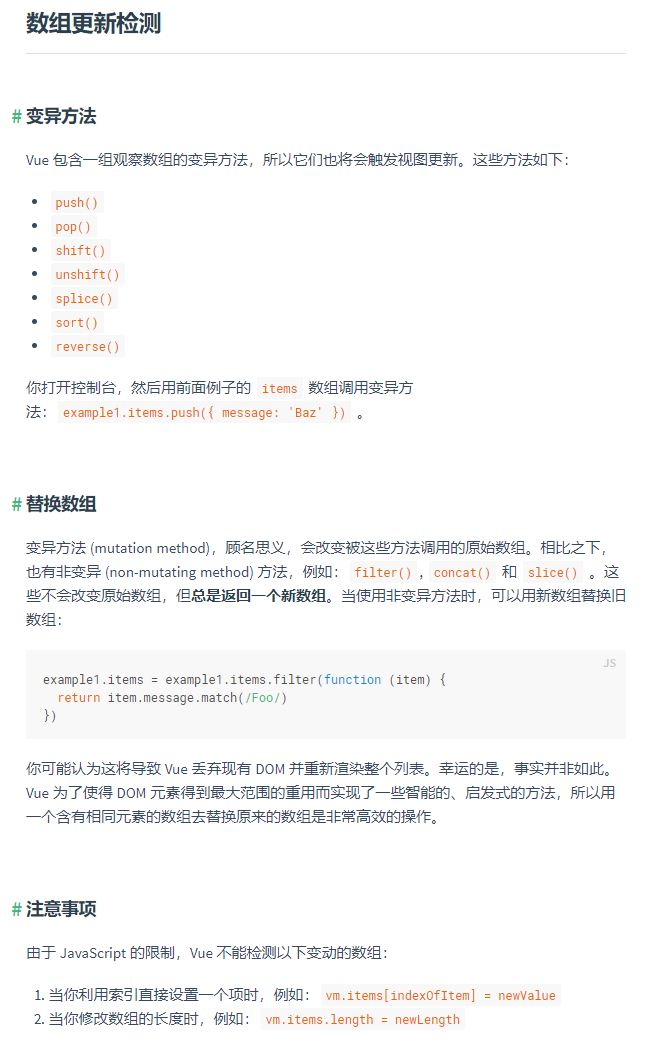 数组更新检测
# 变异方法
Vue 包含一组观察数组的变异方法，所以它们也将会触发视图更新。这些方法如下：
• push()
• pop()
• shift()
• unshift()
• splice()
• sort()
• reverse()
你打开控制台，然后用前面例子的 items 数组调用变异方
法： example1.items.push({ message: 'Baz' }) 。
# 替换数组
变异方法 (mutation method)，顾名思义，会改变被这些方法调用的原始数组。相比之下，
也有非变异 (non-mutating method) 方法，例如： filter() , concat() 和 slice() 。这
些不会改变原始数组，但总是返回一个新数组。当使用非变异方法时，可以用新数组替换旧
数组：
JS
example1.items = example1.items.filter(function (item) {
  return item.message.match(/Foo/)
})
你可能认为这将导致 Vue 丢弃现有 DOM 并重新渲染整个列表。幸运的是，事实并非如此。
Vue 为了使得 DOM 元素得到最大范围的重用而实现了一些智能的、启发式的方法，所以用
一个含有相同元素的数组去替换原来的数组是非常高效的操作。
# 注意事项
由于 JavaScript 的限制，Vue 不能检测以下变动的数组：
1. 当你利用索引直接设置一个项时，例如： vm.items[indexOfItem] = newValue
2. 当你修改数组的长度时，例如： vm.items.length = newLength